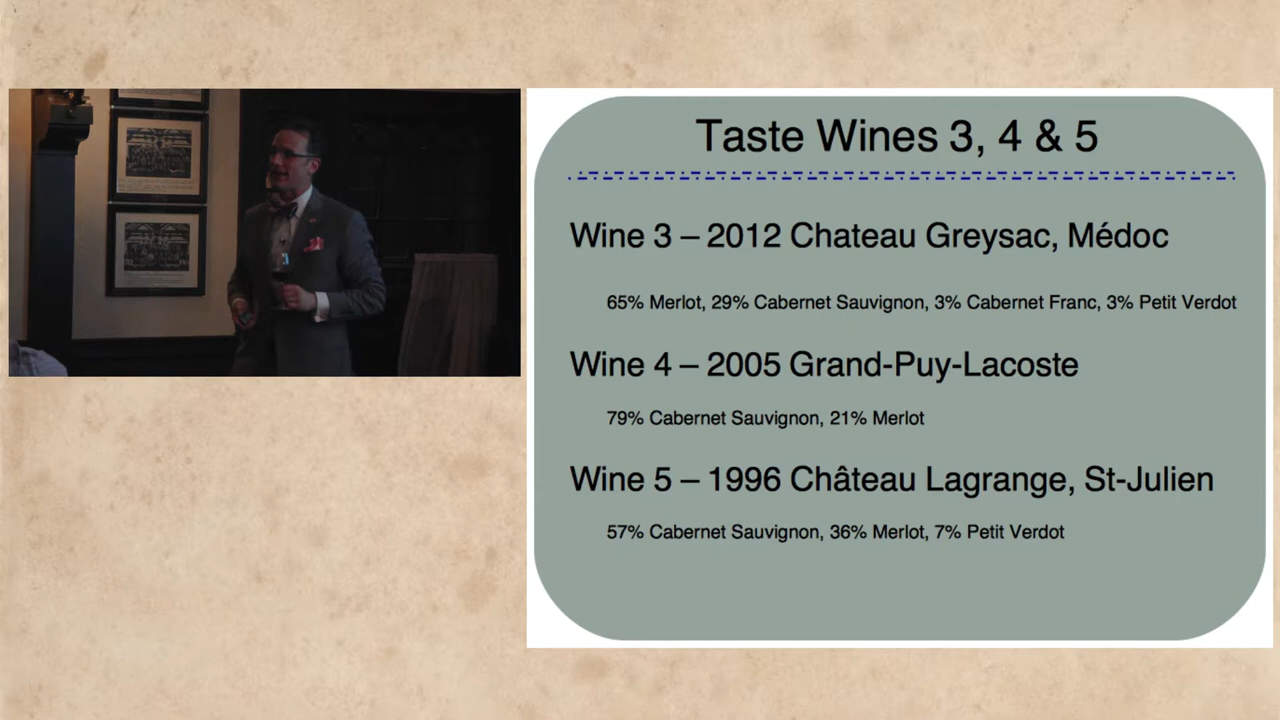 Taste Wines 3, 4 & 5
Wine 3 – 2012 Chateau Greysac, Médoc
65% Merlot, 29% Cabernet Sauvignon, 3% Cabernet Franc, 3% Petit Verdot
Wine 4 – 2005 Grand-Puy-Lacoste
79% Cabernet Sauvignon, 21% Merlot
Wine 5 – 1996 Château Lagrange, St-Julien
57% Cabernet Sauvignon, 36% Merlot, 7% Petit Verdot